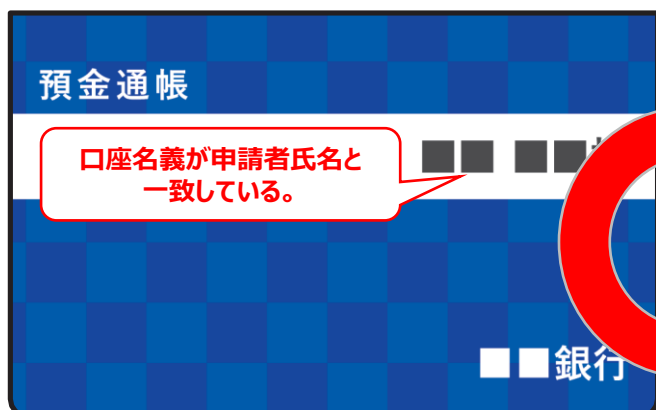 預金通帳
口座名義が申請者氏名と
一致している。
■■ ■■
■■銀行